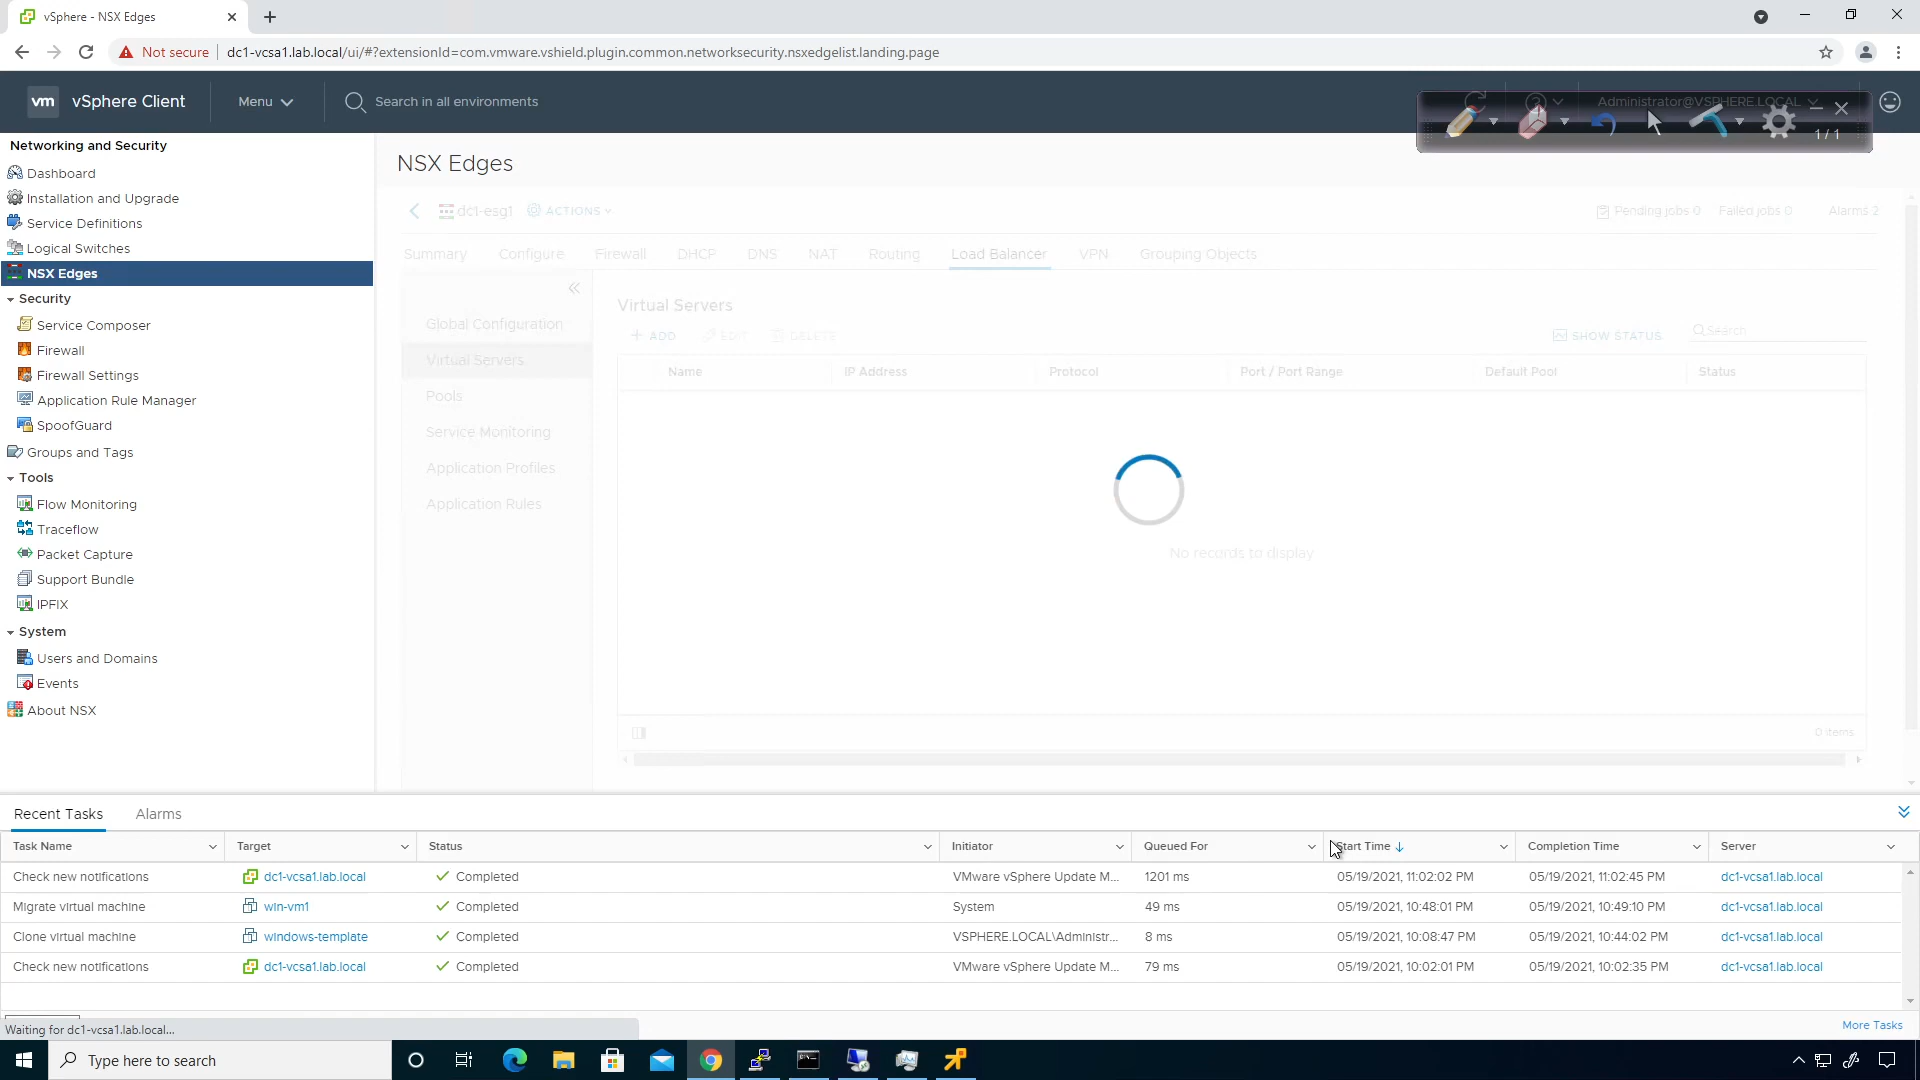 vSphere - NSX Edges
Not secure
dc1-vcsa1.lab.local/ui/#?extensionId=com.vmware.vshield.plugin.common.networksecurity.nsxedgelist.landing.page
vm vSphere Client
Menu
Search in all environments
Administrator@VSPHERE.LOCAL
1 / 1
Networking and Security
Dashboard
Installation and Upgrade
Service Definitions
Logical Switches
NSX Edges
Security
Service Composer
Firewall
Firewall Settings
Application Rule Manager
SpoofGuard
Groups and Tags
Tools
Flow Monitoring
Traceflow
Packet Capture
Support Bundle
IPFIX
System
Users and Domains
Events
About NSX
NSX Edges
dc1-esg1 ACTIONS
Pending jobs 0 Failed jobs 0 Alarms 2
Summary Configure Firewall DHCP DNS NAT Routing Load Balancer VPN Grouping Objects
Global Configuration
Virtual Servers
Pools
Service Monitoring
Application Profiles
Application Rules
Virtual Servers
ADD EDIT DELETE SHOW STATUS Search
Name IP Address Protocol Port / Port Range Default Pool Status
No records to display
0 items
Recent Tasks Alarms
Task Name Target Status Initiator Queued For Start Time Completion Time Server
Check new notifications dc1-vcsa1.lab.local Completed VMware vSphere Update M... 1201 ms 05/19/2021, 11:02:02 PM 05/19/2021, 11:02:45 PM dc1-vcsa1.lab.local
Migrate virtual machine win-vm1 Completed System 49 ms 05/19/2021, 10:48:01 PM 05/19/2021, 10:49:10 PM dc1-vcsa1.lab.local
Clone virtual machine windows-template Completed VSPHERE.LOCAL\Administr... 8 ms 05/19/2021, 10:08:47 PM 05/19/2021, 10:44:02 PM dc1-vcsa1.lab.local
Check new notifications dc1-vcsa1.lab.local Completed VMware vSphere Update M... 79 ms 05/19/2021, 10:02:01 PM 05/19/2021, 10:02:35 PM dc1-vcsa1.lab.local
More Tasks
Waiting for dc1-vcsa1.lab.local...
Type here to search